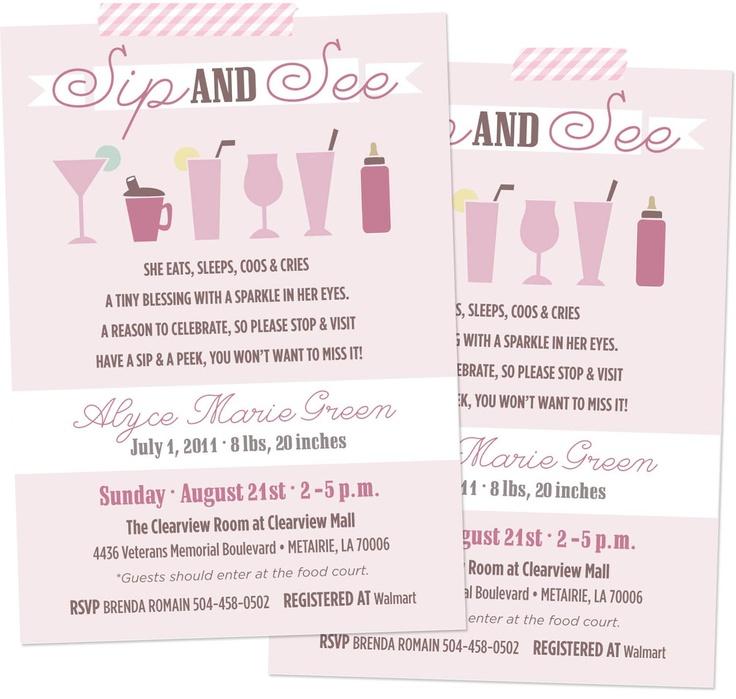 Sip AND See
SHE EATS, SLEEPS, COOS & CRIES
A TINY BLESSING WITH A SPARKLE IN HER EYES.
A REASON TO CELEBRATE, SO PLEASE STOP & VISIT
HAVE A SIP & A PEEK, YOU WON'T WANT TO MISS IT!
Alyce Marie Green
July 1, 2011 · 8 lbs, 20 inches
Sunday · August 21st · 2 -5 p.m.
The Clearview Room at Clearview Mall
4436 Veterans Memorial Boulevard • METAIRIE, LA 70006
*Guests should enter at the food court.
RSVP BRENDA ROMAIN 504-458-0502 REGISTERED AT Walmart
p AND See
S, SLEEPS, COOS & CRIES
G WITH A SPARKLE IN HER EYES.
EBRATE, SO PLEASE STOP & VISIT
EK, YOU WON'T WANT TO MISS IT!
Marie Green
11 · 8 lbs, 20 inches
gust 21st · 2 -5 p.m.
w Room at Clearview Mall
morial Boulevard • METAIRIE, LA 70006
d enter at the food court.
RSVP BRENDA ROMAIN 504-458-0502 REGISTERED AT Walmart